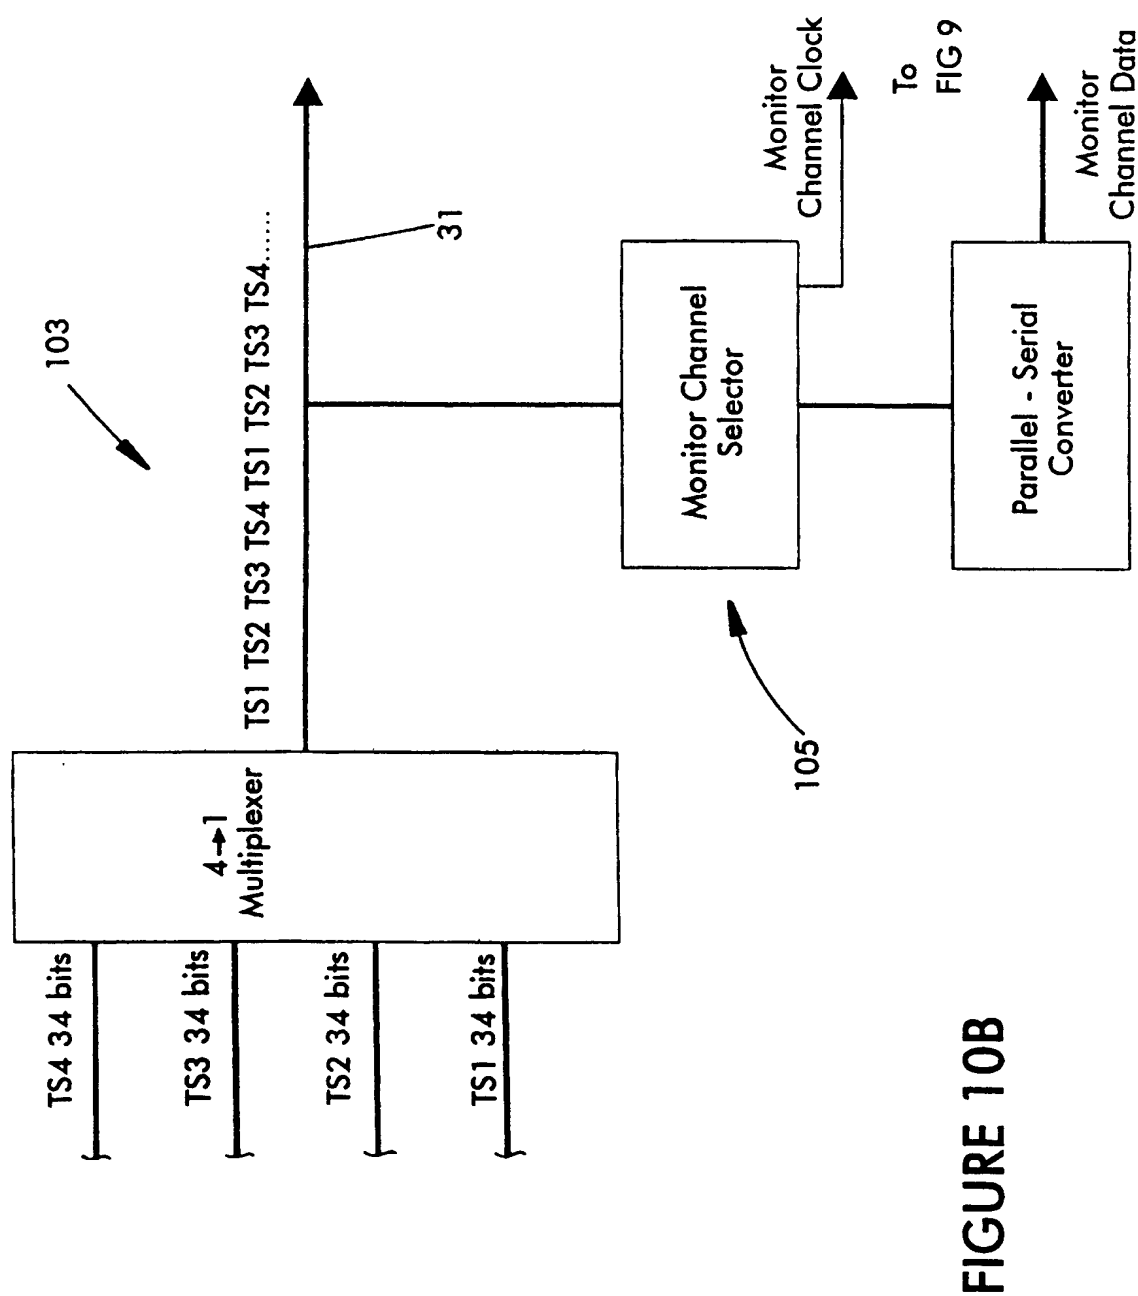 103
TS4 34 bits
TS3 34 bits
TS2 34 bits
TS1 34 bits
4→1
Multiplexer
TS1 TS2 TS3 TS4 TS1 TS2 TS3 TS4.......
31
105
Monitor Channel
Selector
Monitor
Channel Clock
To
FIG 9
Parallel - Serial
Converter
Monitor
Channel Data
FIGURE 10B